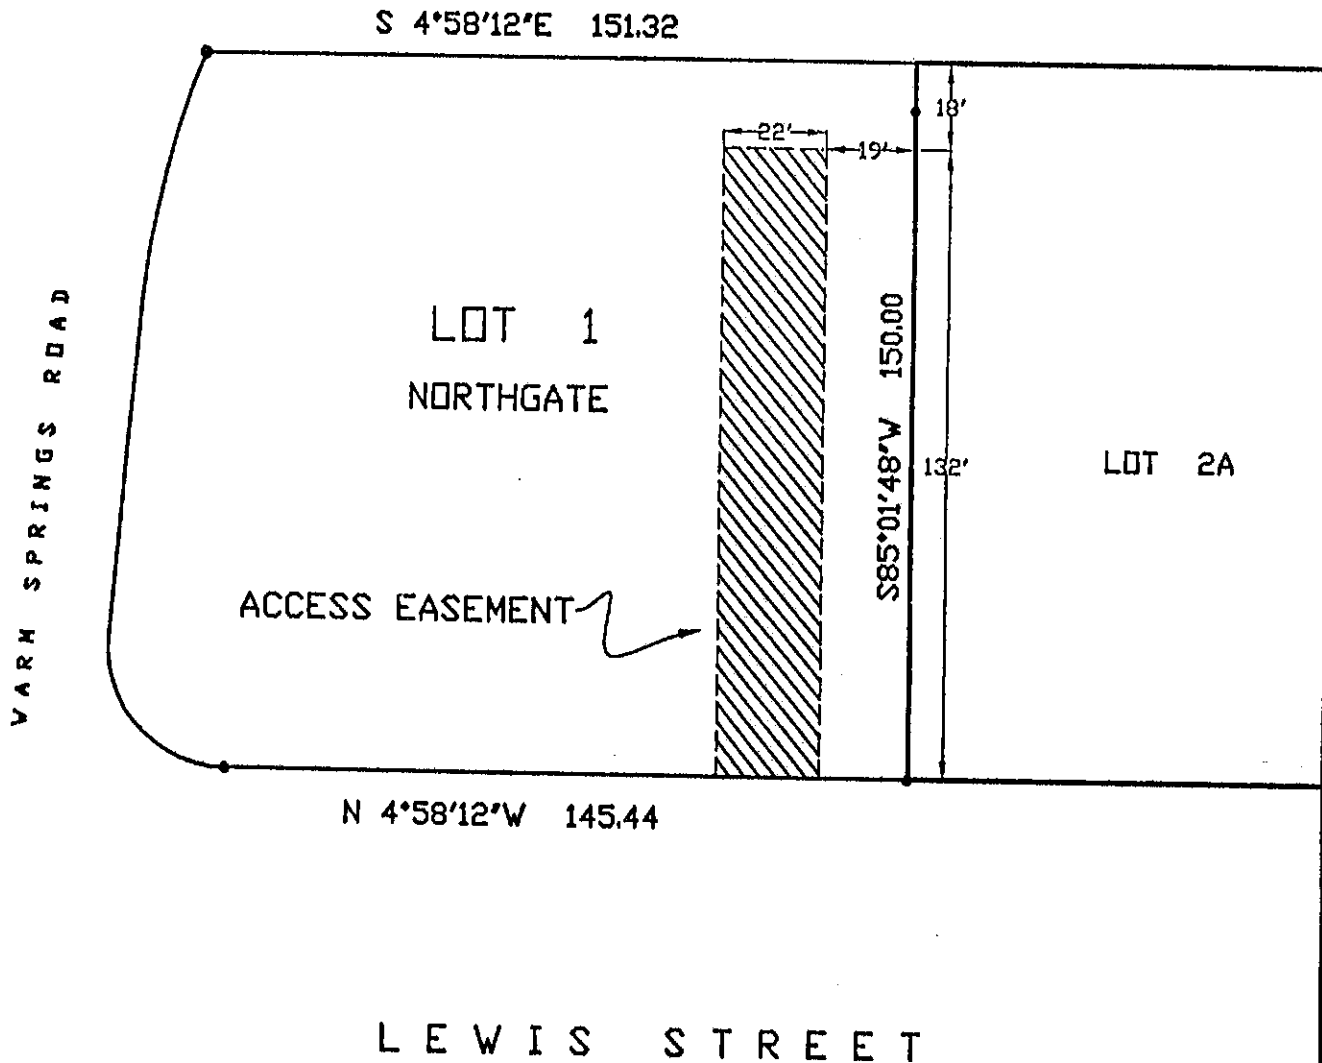 S 4°58'12"E 151.32
18'
22'
19'
LOT 1
NORTHGATE
S85°01'48"W 150.00
132'
LOT 2A
WARM SPRINGS ROAD
ACCESS EASEMENT
N 4°58'12"W 145.44
LEWIS STREET